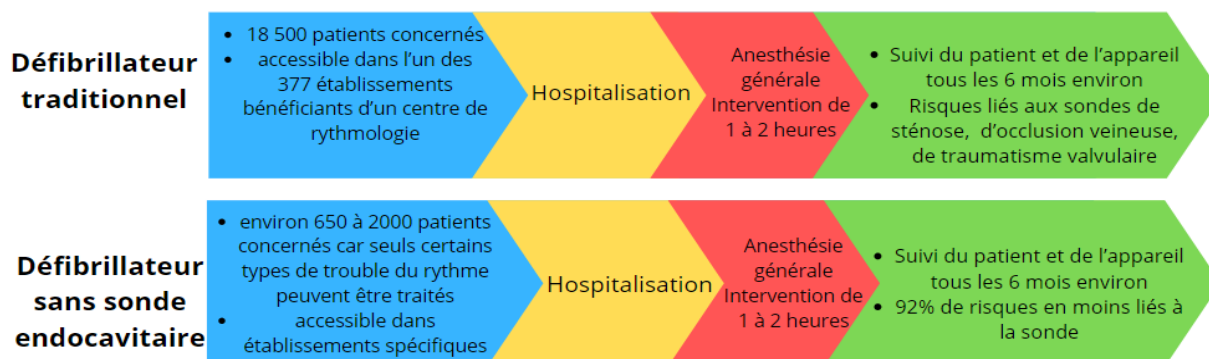 Défibrillateur
traditionnel
• 18 500 patients concernés
• accessible dans l'un des
377 établissements
bénéficiants d'un centre de
rythmologie
Hospitalisation
Anesthésie
générale
Intervention de
1 à 2 heures
• Suivi du patient et de l'appareil
tous les 6 mois environ
• Risques liés aux sondes de
sténose, d'occlusion veineuse,
de traumatisme valvulaire
Défibrillateur
sans sonde
endocavitaire
• environ 650 à 2000 patients
concernés car seuls certains
types de trouble du rythme
peuvent être traités
• accessible dans
établissements spécifiques
Hospitalisation
Anesthésie
générale
Intervention de
1 à 2 heures
• Suivi du patient et de l'appareil
tous les 6 mois environ
• 92% de risques en moins liés à
la sonde